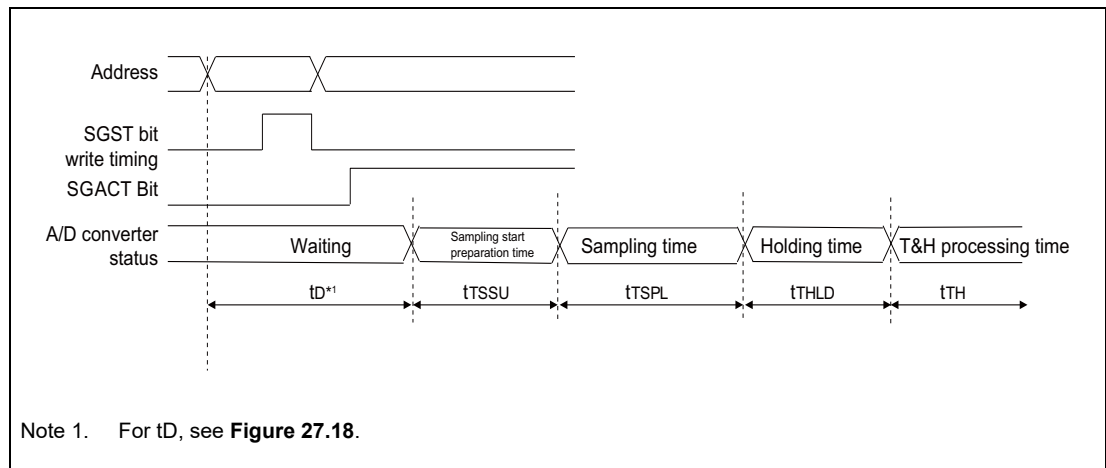 Address
SGST bit
write timing
SGACT Bit
A/D converter
status
Waiting
Sampling start
preparation time
Sampling time
Holding time
T&H processing time
tD*1
tTSSU
tTSPL
tTHLD
tTH
Note 1. For tD, see Figure 27.18.